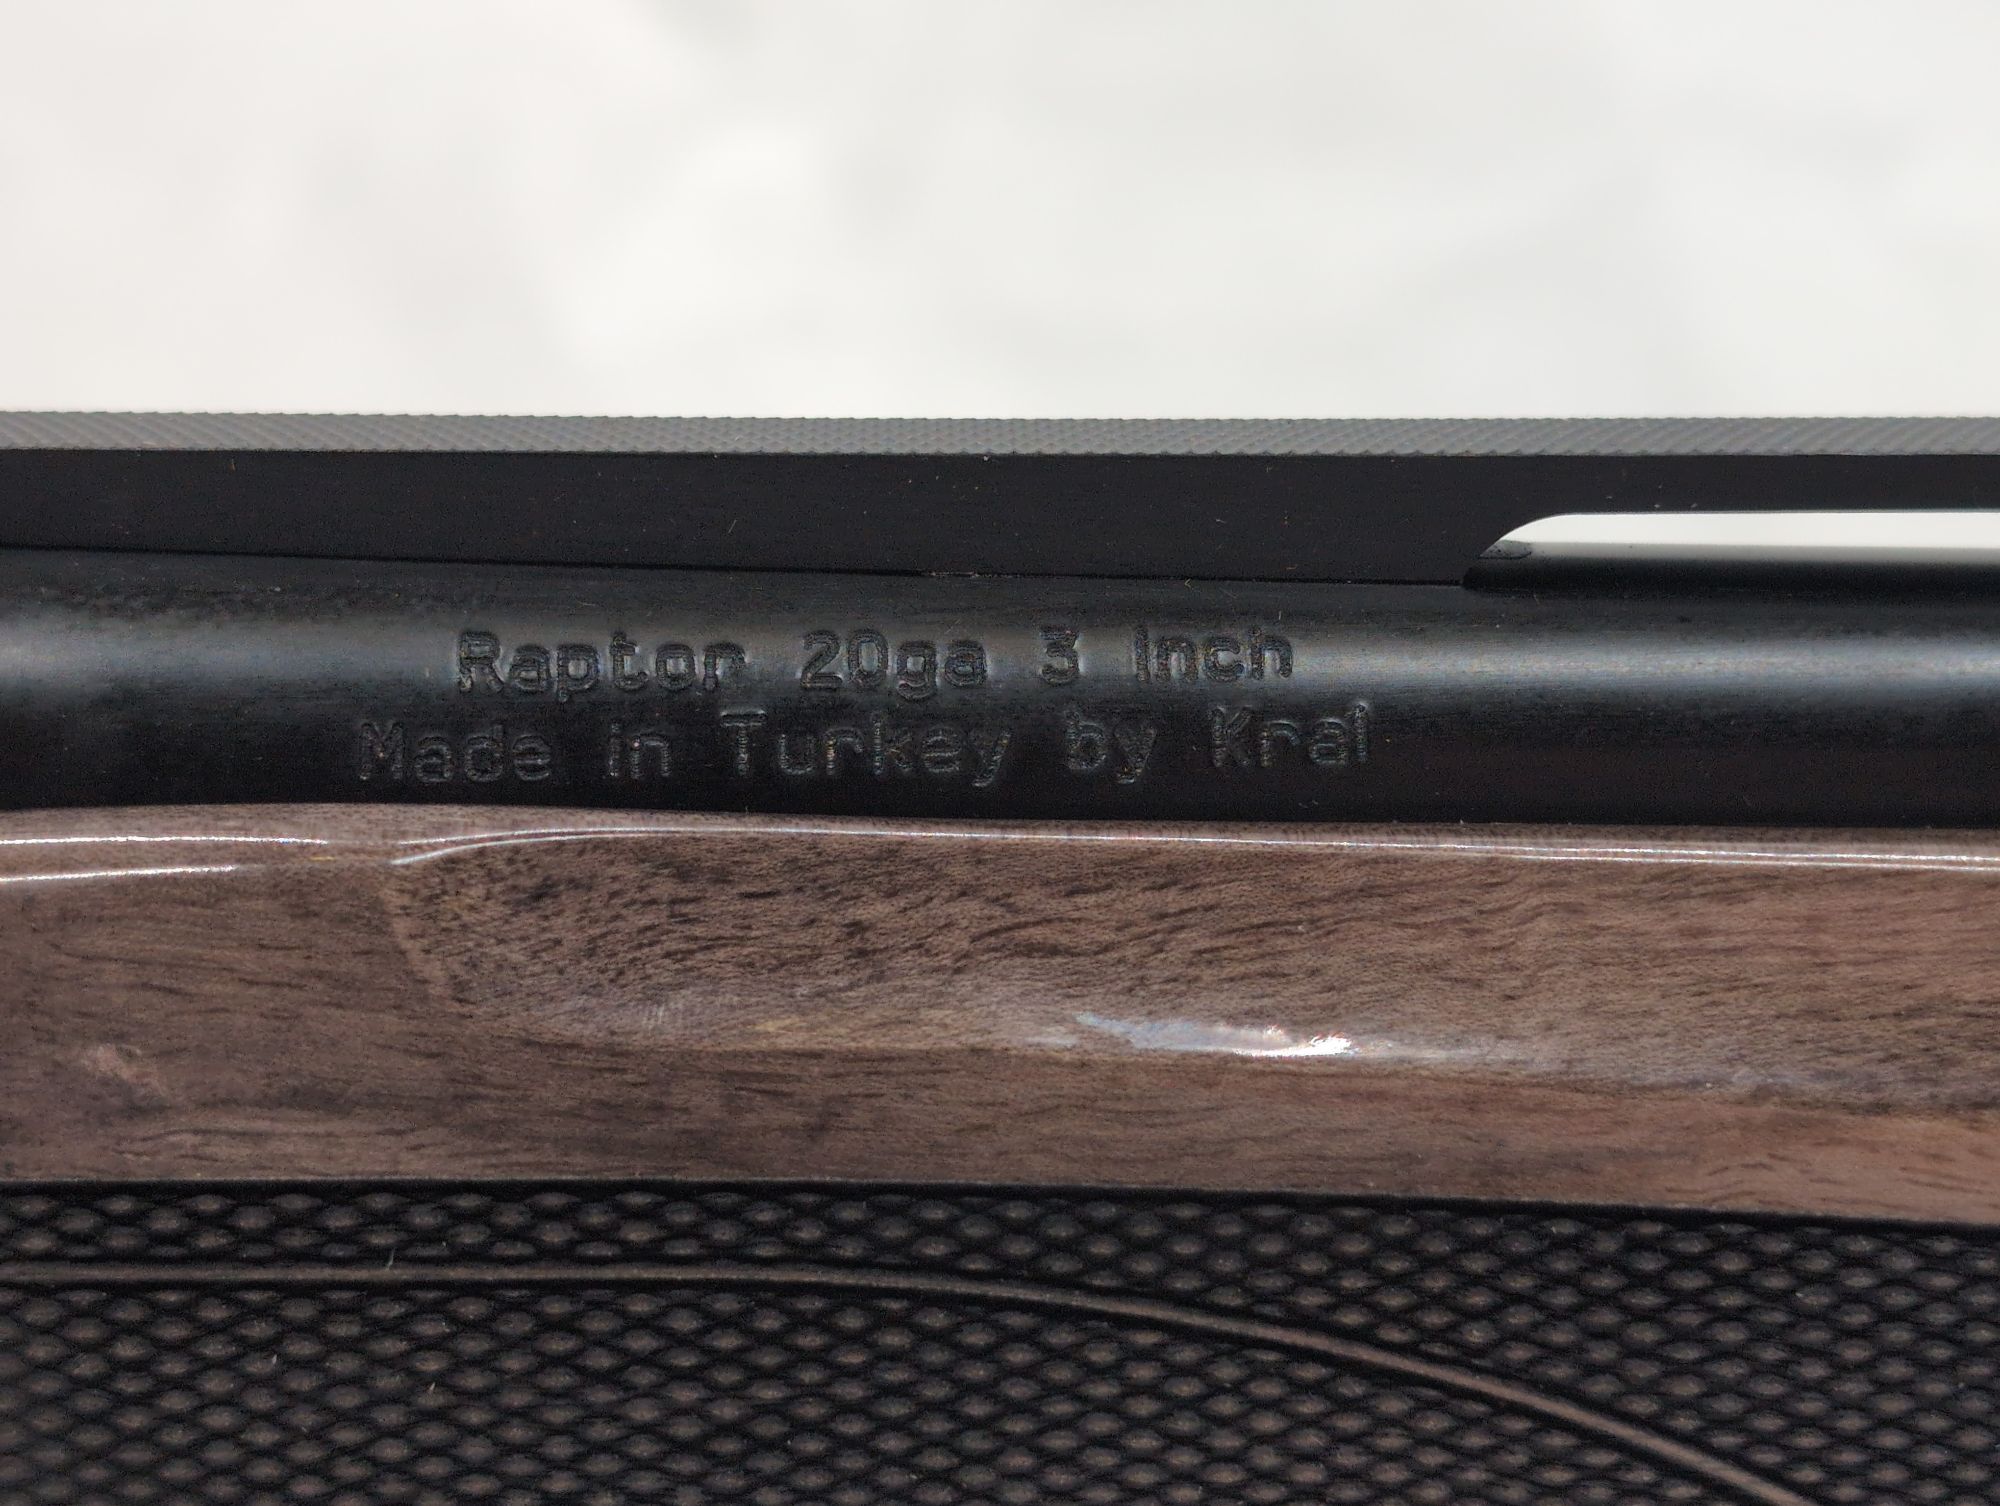 Raptor 20ga 3 Inch
Made in Turkey by Kral